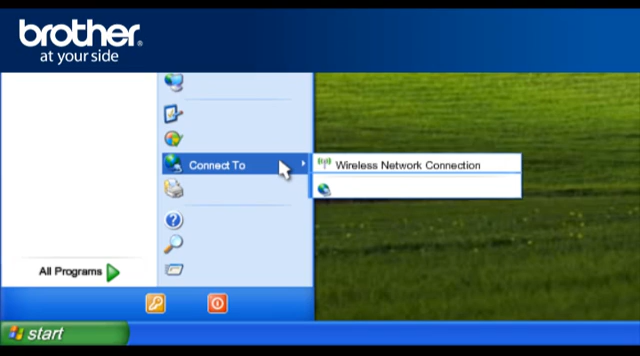 brother®
at your side
Connect To
Wireless Network Connection
All Programs
start